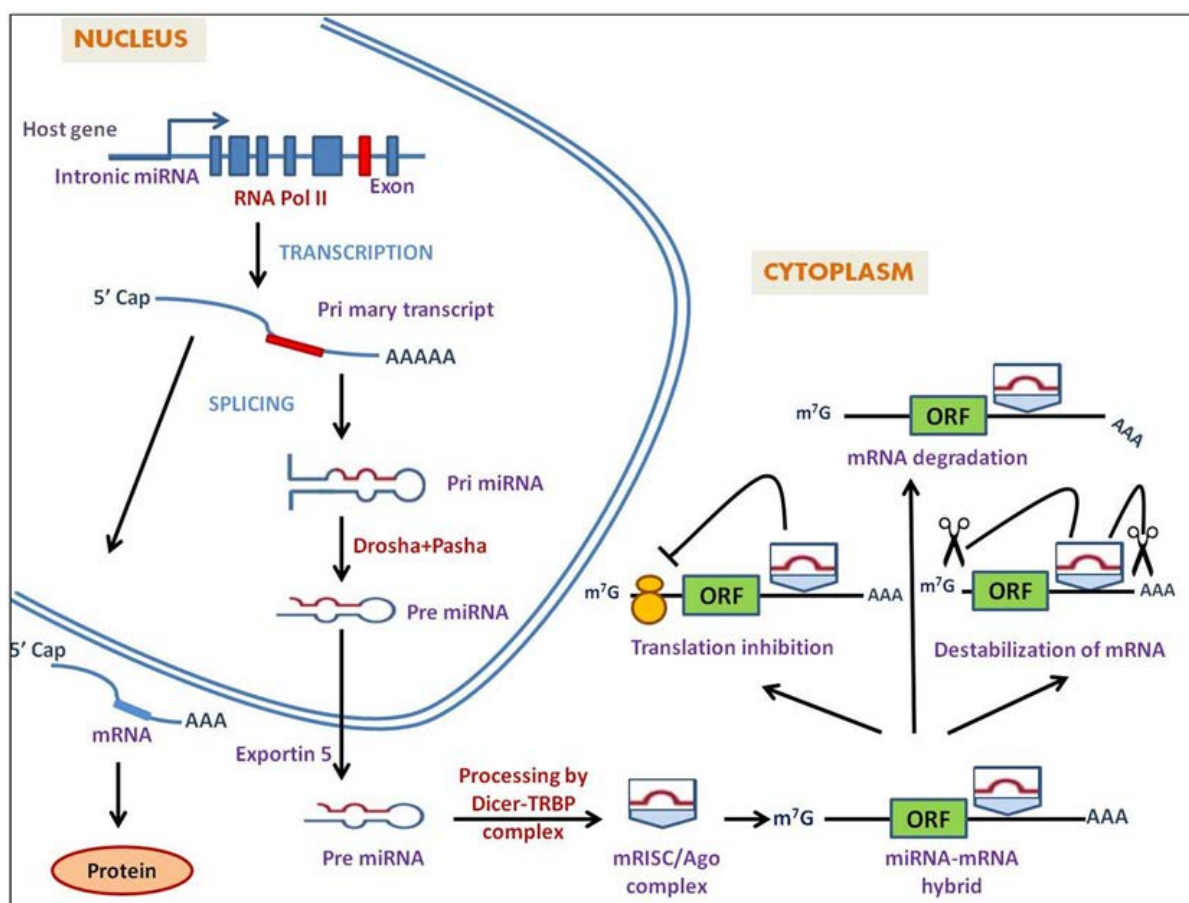 NUCLEUS
Host gene
Intronic miRNA
Exon
RNA Pol II
TRANSCRIPTION
5’ Cap
Pri mary transcript
AAAAA
SPLICING
Pri miRNA
Drosha+Pasha
Pre miRNA
5’ Cap
AAA
mRNA
Protein
Exportin 5
Pre miRNA
Processing by
Dicer-TRBP
complex
mRISC/Ago
complex
CYTOPLASM
m⁷G
ORF
AAA
mRNA degradation
m⁷G
ORF
AAA
Translation inhibition
m⁷G
ORF
AAA
Destabilization of mRNA
m⁷G
ORF
AAA
miRNA-mRNA
hybrid